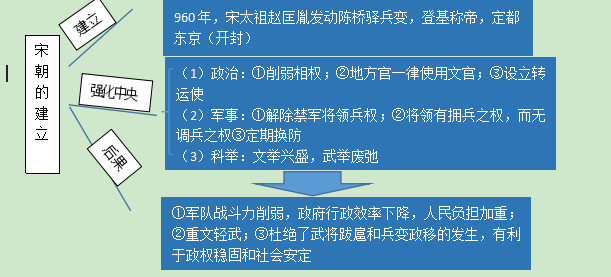 宋朝的建立
建立
960年，宋太祖赵匡胤发动陈桥驿兵变，登基称帝，定都
东京（开封）
强化中央
（1）政治：①削弱相权；②地方官一律使用文官；③设立转
运使
（2）军事：①解除禁军将领兵权；②将领有拥兵之权，而无
调兵之权③定期换防
（3）科举：文举兴盛，武举废弛
后果
①军队战斗力削弱，政府行政效率下降，人民负担加重；
②重文轻武；③杜绝了武将跋扈和兵变政移的发生，有利
于政权稳固和社会安定